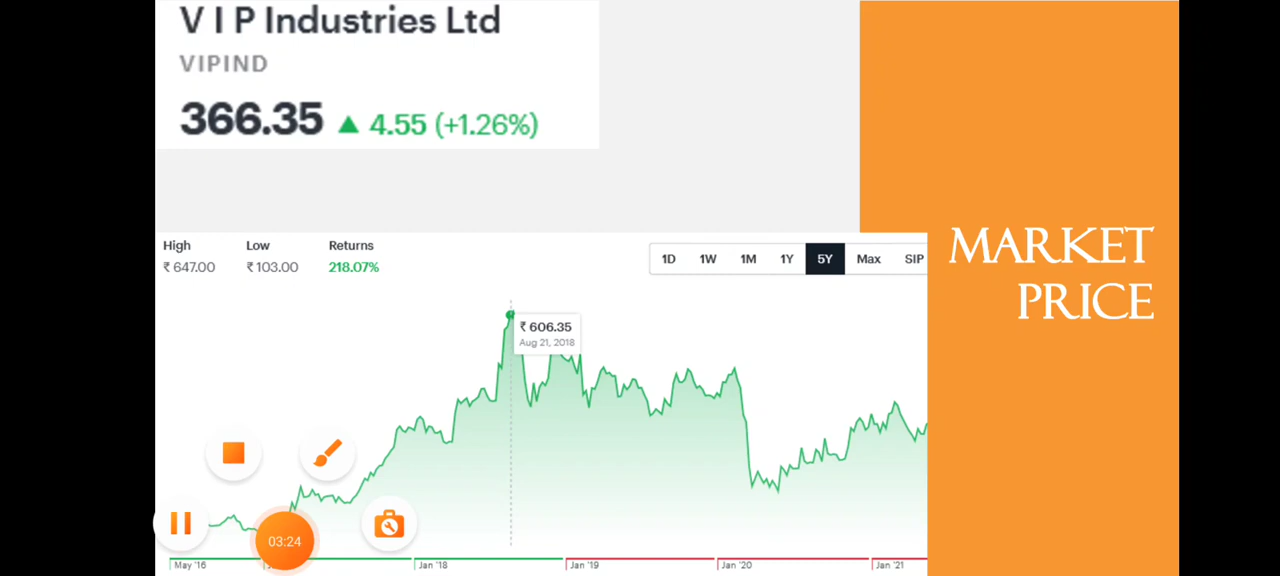 V I P Industries Ltd
VIPIND
366.35 ▲ 4.55 (+1.26%)
High Low Returns
₹ 647.00 ₹ 103.00 218.07%
1D 1W 1M 1Y 5Y Max SIP
MARKET
PRICE
₹ 606.35
Aug 21, 2018
03:24
May '16 Jan '18 Jan '19 Jan '20 Jan '21